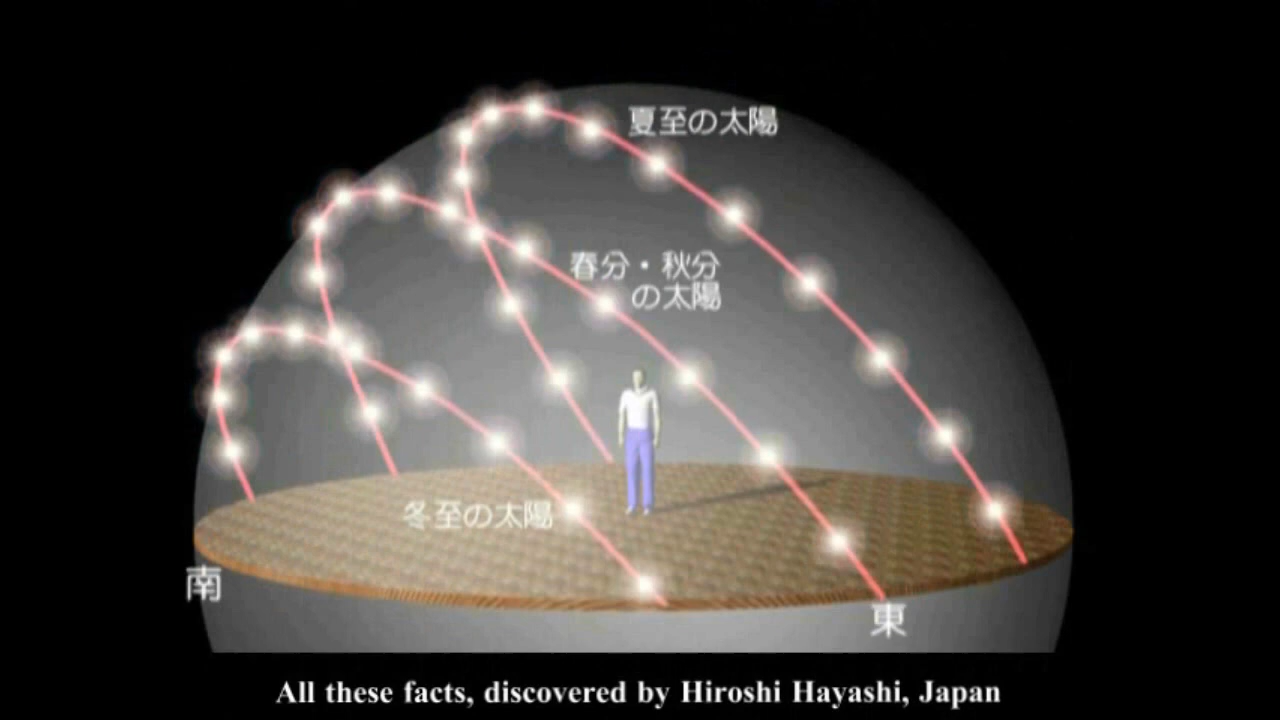 夏至の太陽
春分・秋分
の太陽
冬至の太陽
南
東
All these facts, discovered by Hiroshi Hayashi, Japan